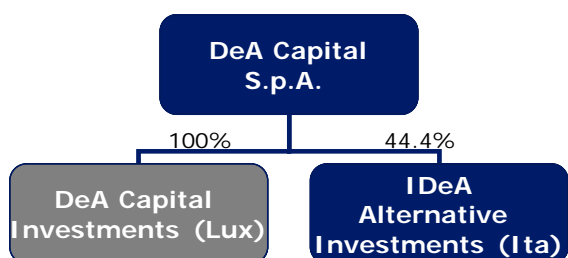 DeA Capital
S.p.A.
100%
44.4%
DeA Capital
Investments (Lux)
IDeA
Alternative
Investments (Ita)